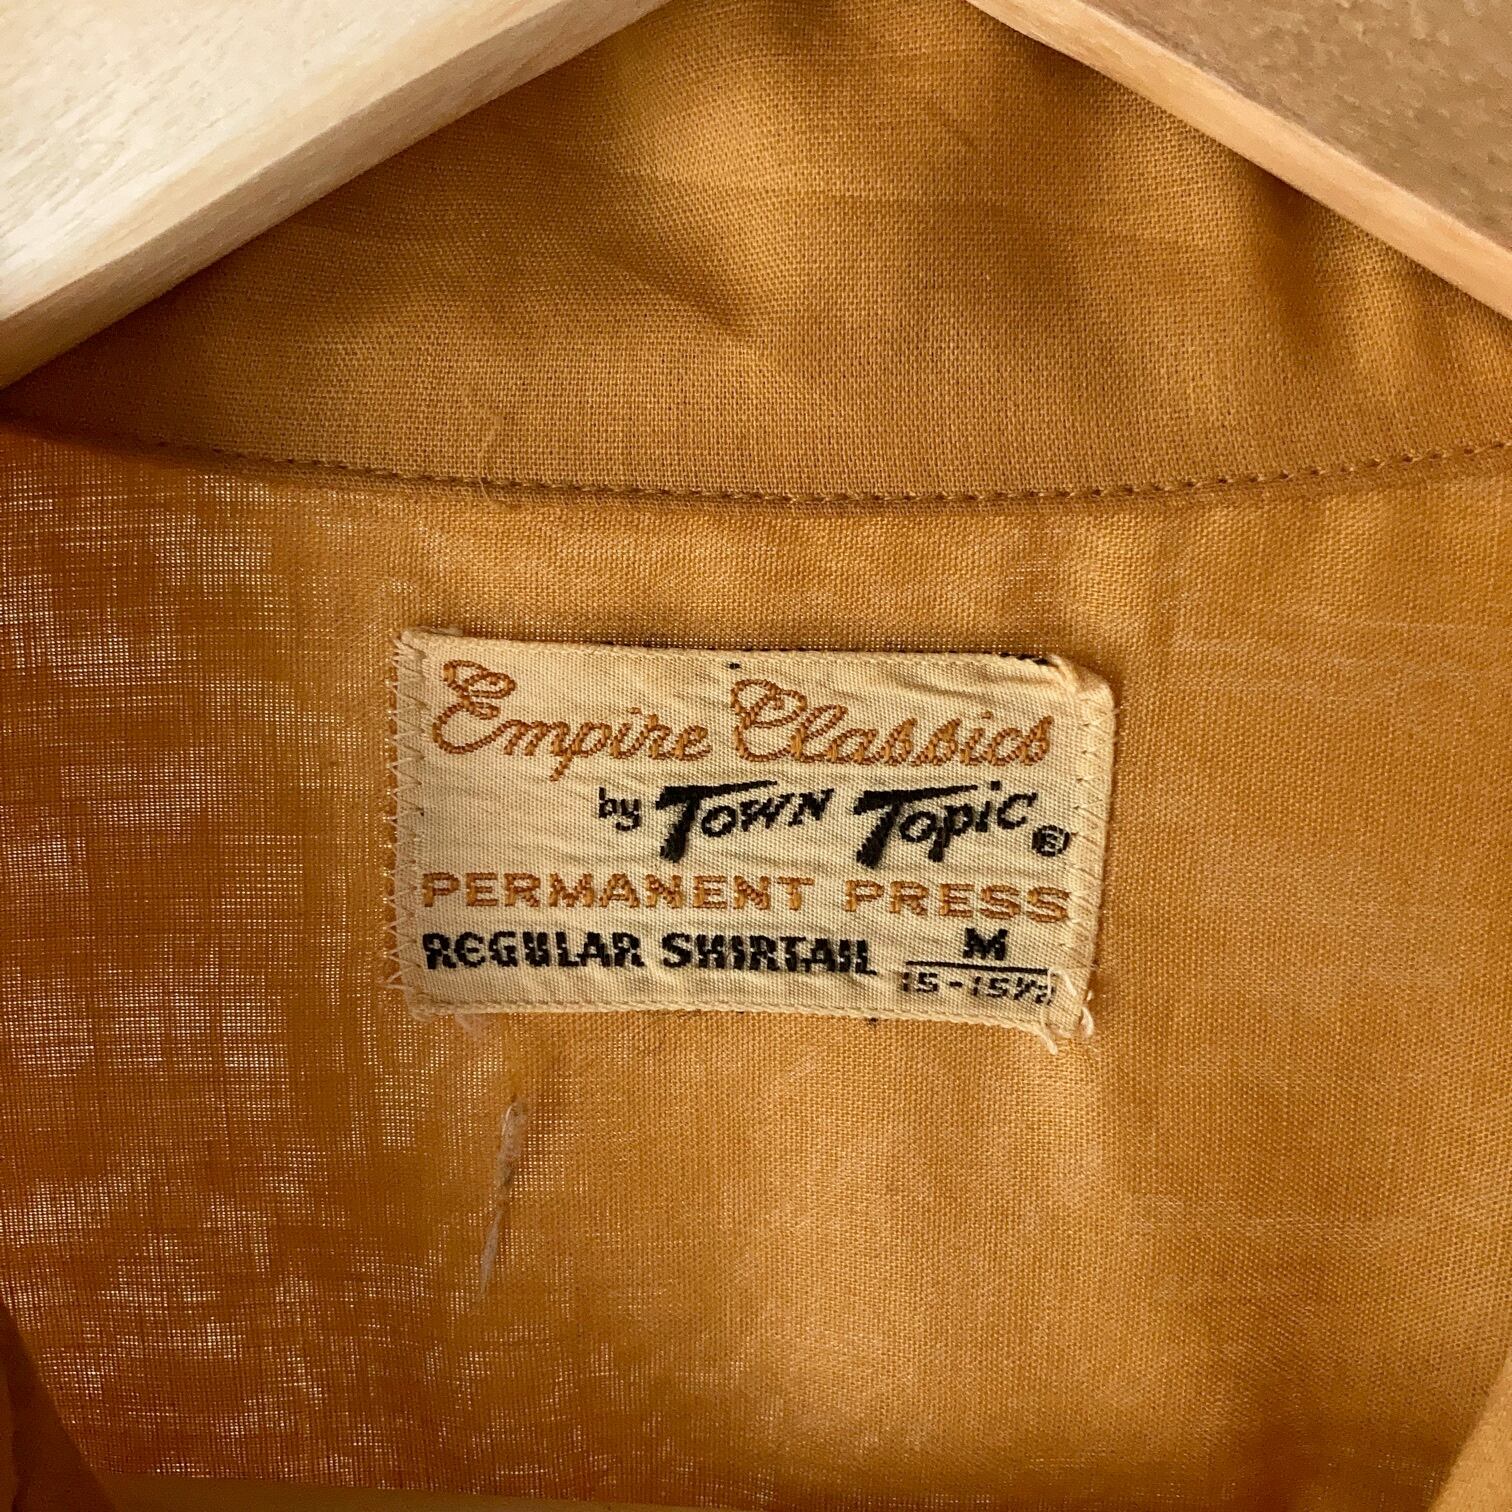 Empire Classics
by Town Topic ®
PERMANENT PRESS
REGULAR SHIRTAIL M
15-15½